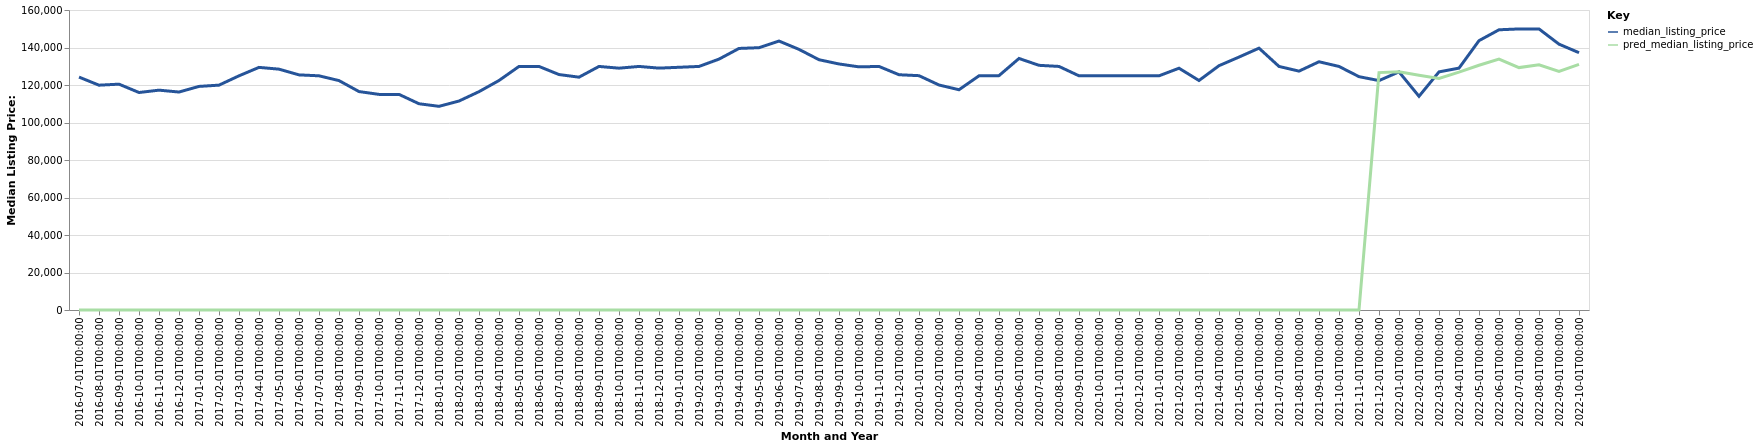 160,000
140,000
120,000
100,000
80,000
60,000
40,000
20,000
0
Median Listing Price:
2016-07-01T00:00:00
2016-08-01T00:00:00
2016-09-01T00:00:00
2016-10-01T00:00:00
2016-11-01T00:00:00
2016-12-01T00:00:00
2017-01-01T00:00:00
2017-02-01T00:00:00
2017-03-01T00:00:00
2017-04-01T00:00:00
2017-05-01T00:00:00
2017-06-01T00:00:00
2017-07-01T00:00:00
2017-08-01T00:00:00
2017-09-01T00:00:00
2017-10-01T00:00:00
2017-11-01T00:00:00
2017-12-01T00:00:00
2018-01-01T00:00:00
2018-02-01T00:00:00
2018-03-01T00:00:00
2018-04-01T00:00:00
2018-05-01T00:00:00
2018-06-01T00:00:00
2018-07-01T00:00:00
2018-08-01T00:00:00
2018-09-01T00:00:00
2018-10-01T00:00:00
2018-11-01T00:00:00
2018-12-01T00:00:00
2019-01-01T00:00:00
2019-02-01T00:00:00
2019-03-01T00:00:00
2019-04-01T00:00:00
2019-05-01T00:00:00
2019-06-01T00:00:00
2019-07-01T00:00:00
2019-08-01T00:00:00
2019-09-01T00:00:00
2019-10-01T00:00:00
2019-11-01T00:00:00
2019-12-01T00:00:00
2020-01-01T00:00:00
2020-02-01T00:00:00
2020-03-01T00:00:00
2020-04-01T00:00:00
2020-05-01T00:00:00
2020-06-01T00:00:00
2020-07-01T00:00:00
2020-08-01T00:00:00
2020-09-01T00:00:00
2020-10-01T00:00:00
2020-11-01T00:00:00
2020-12-01T00:00:00
2021-01-01T00:00:00
2021-02-01T00:00:00
2021-03-01T00:00:00
2021-04-01T00:00:00
2021-05-01T00:00:00
2021-06-01T00:00:00
2021-07-01T00:00:00
2021-08-01T00:00:00
2021-09-01T00:00:00
2021-10-01T00:00:00
2021-11-01T00:00:00
2021-12-01T00:00:00
2022-01-01T00:00:00
2022-02-01T00:00:00
2022-03-01T00:00:00
2022-04-01T00:00:00
2022-05-01T00:00:00
2022-06-01T00:00:00
2022-07-01T00:00:00
2022-08-01T00:00:00
2022-09-01T00:00:00
2022-10-01T00:00:00
Month and Year
Key
median_listing_price
pred_median_listing_price